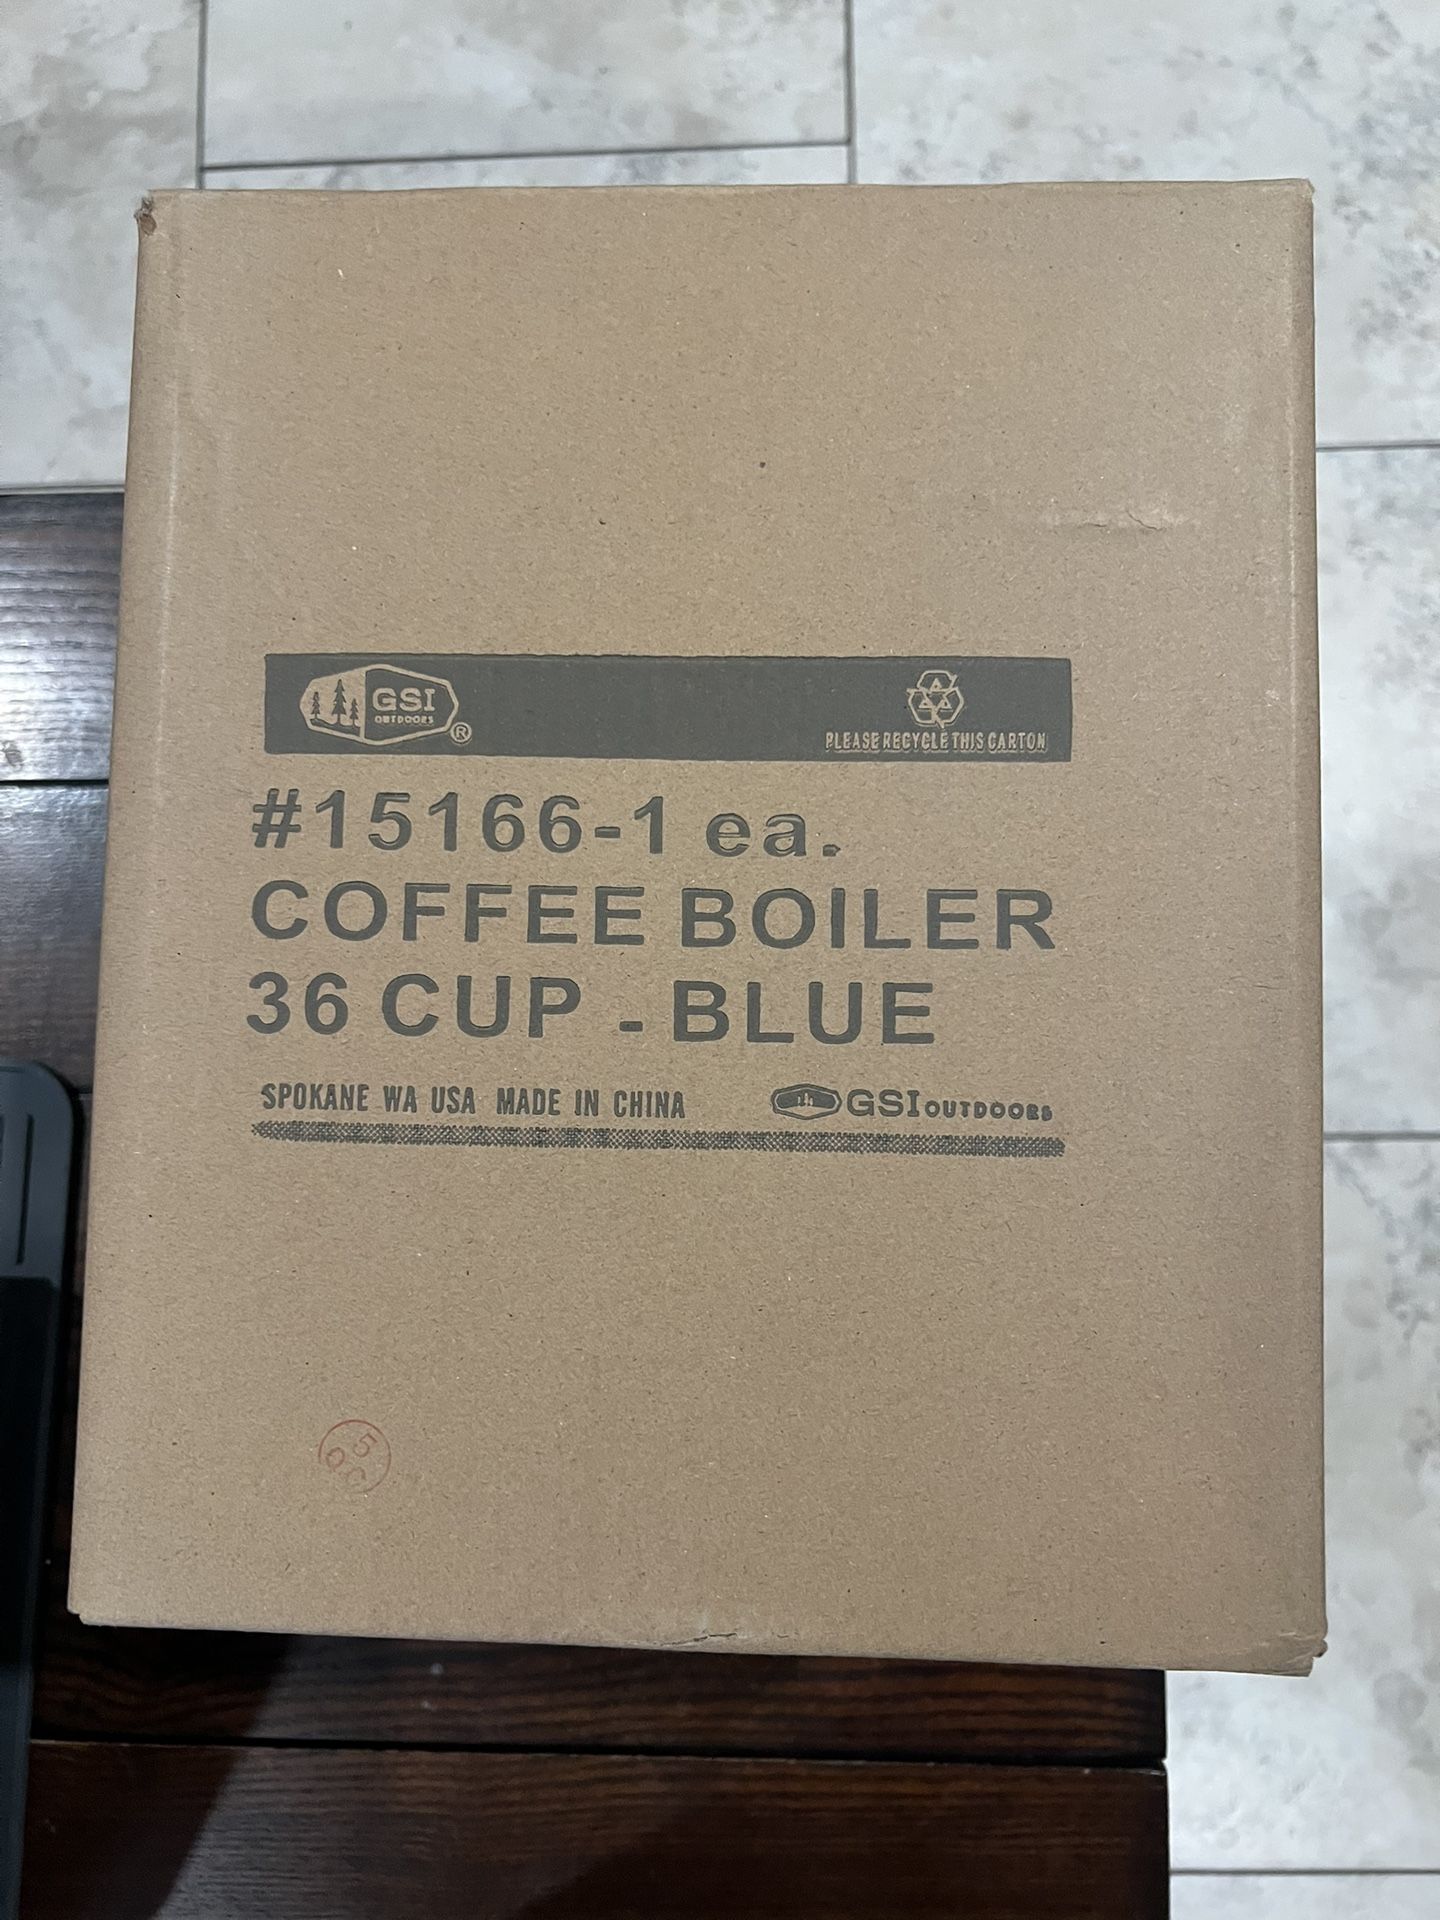 GSI
OUTDOORS
®
PLEASE RECYCLE THIS CARTON
#15166-1 ea.
COFFEE BOILER
36 CUP - BLUE
SPOKANE WA USA MADE IN CHINA
GSI OUTDOORS
5